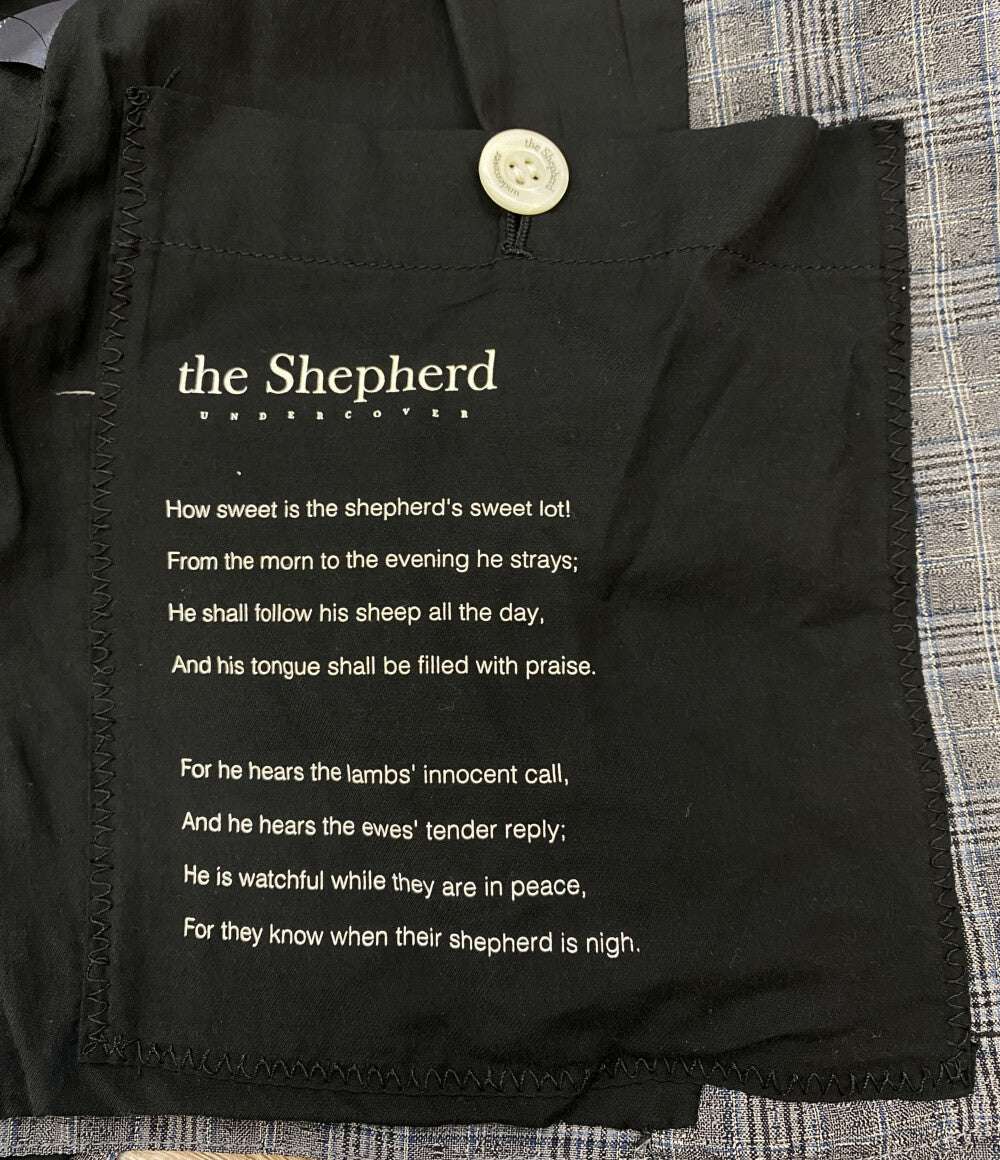 the Shepherd
undercover
the Shepherd
UNDERCOVER
How sweet is the shepherd's sweet lot!
From the morn to the evening he strays;
He shall follow his sheep all the day,
And his tongue shall be filled with praise.
For he hears the lambs' innocent call,
And he hears the ewes' tender reply;
He is watchful while they are in peace,
For they know when their shepherd is nigh.